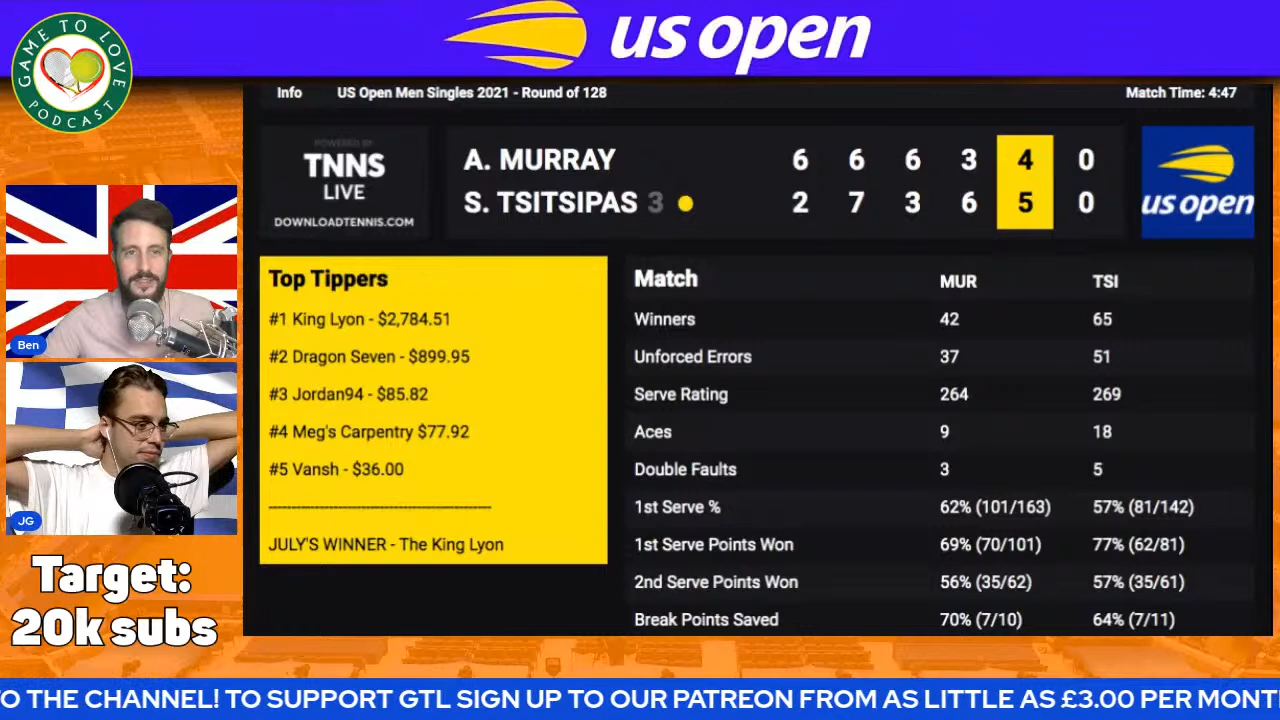 GAME TO LOVE
PODCAST
us open
Info US Open Men Singles 2021 - Round of 128 Match Time: 4:47
POWERED BY
TNNS
LIVE
DOWNLOADTENNIS.COM
A. MURRAY 6 6 6 3 4 0
S. TSITSIPAS 3 2 7 3 6 5 0
us open
Ben
JG
Target:
20k subs
Top Tippers
#1 King Lyon - $2,784.51
#2 Dragon Seven - $899.95
#3 Jordan94 - $85.82
#4 Meg's Carpentry $77.92
#5 Vansh - $36.00
--------------------------------------------------
JULY'S WINNER - The King Lyon
Match MUR TSI
Winners 42 65
Unforced Errors 37 51
Serve Rating 264 269
Aces 9 18
Double Faults 3 5
1st Serve % 62% (101/163) 57% (81/142)
1st Serve Points Won 69% (70/101) 77% (62/81)
2nd Serve Points Won 56% (35/62) 57% (35/61)
Break Points Saved 70% (7/10) 64% (7/11)
O THE CHANNEL! TO SUPPORT GTL SIGN UP TO OUR PATREON FROM AS LITTLE AS £3.00 PER MONT